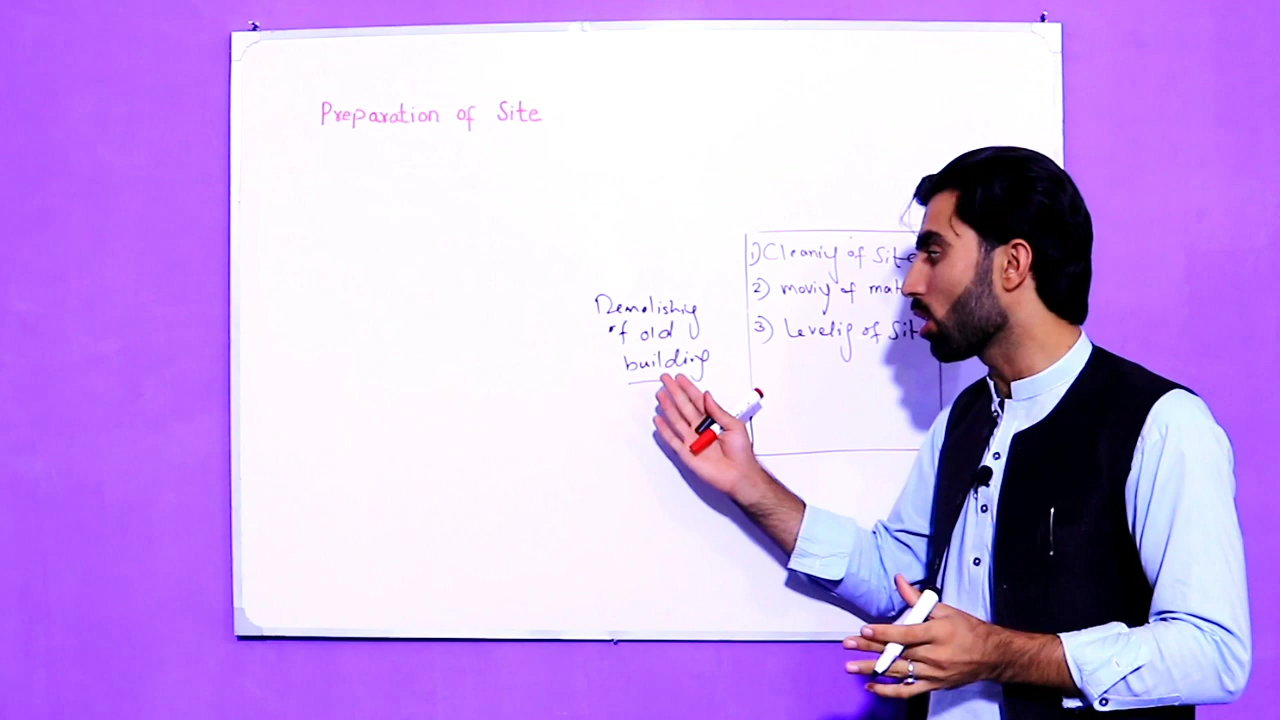 Preparation of Site
Demolishing
of old
building
1) Cleaning of Site
2) moving of mat
3) Leveling of Sit